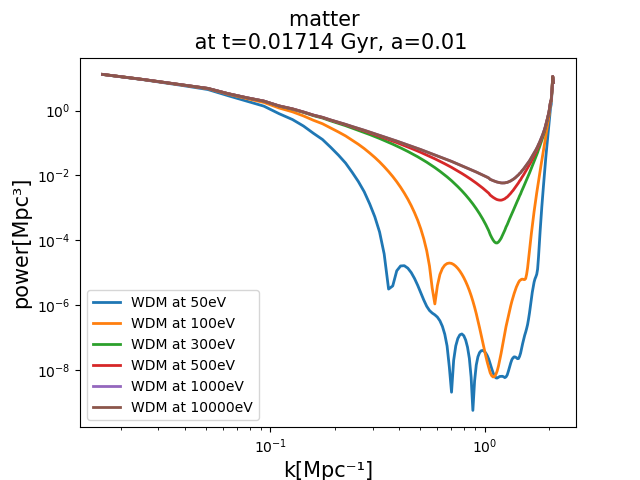 matter
at t=0.01714 Gyr, a=0.01
power[Mpc³]
10⁰
10⁻²
10⁻⁴
10⁻⁶
10⁻⁸
WDM at 50eV
WDM at 100eV
WDM at 300eV
WDM at 500eV
WDM at 1000eV
WDM at 10000eV
10⁻¹ 10⁰
k[Mpc⁻¹]